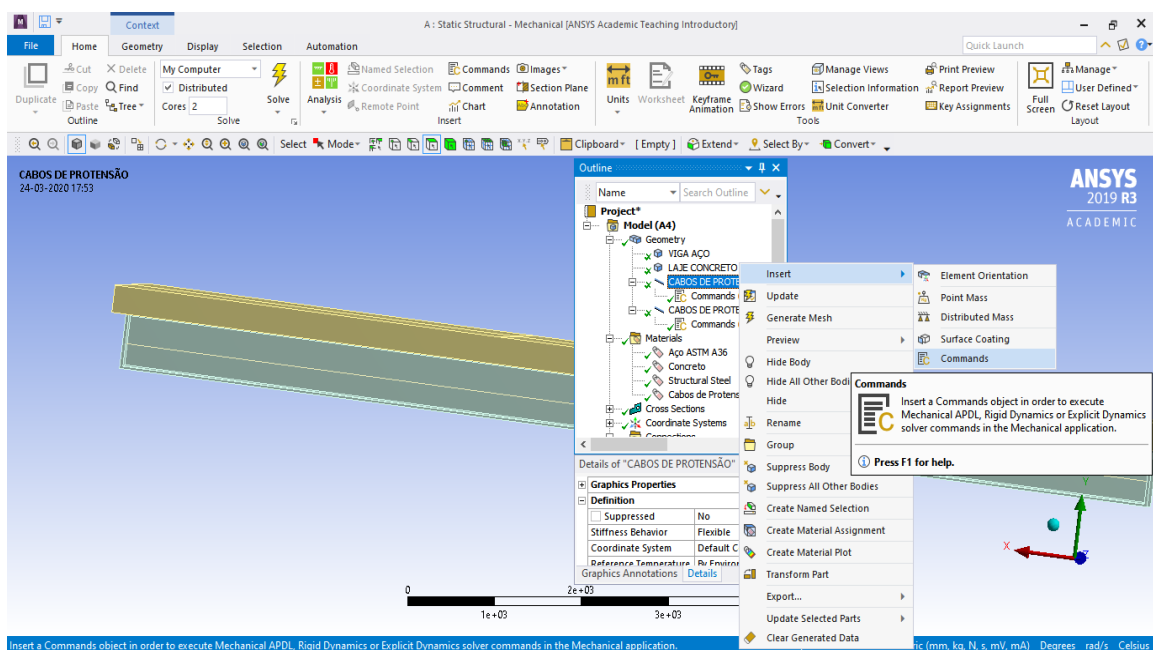 Context
A : Static Structural - Mechanical [ANSYS Academic Teaching Introductory]
File Home Geometry Display Selection Automation Quick Launch
Cut Delete My Computer Named Selection Commands Images Section Plane Tags Manage Views Print Preview Manage
Duplicate Copy Find Distributed Solve Analysis Coordinate System Comment Units Worksheet Keyframe Animation Wizard Selection Information Report Preview Full Screen User Defined
Paste Tree Cores 2 Remote Point Chart Annotation Show Errors Unit Converter Key Assignments Reset Layout
Outline Solve Insert Tools Layout
Select Mode Clipboard [ Empty ] Extend Select By Convert
CABOS DE PROTENSÃO
24-03-2020 17:53
ANSYS
2019 R3
ACADEMIC
Outline
Name Search Outline
Project*
Model (A4)
Geometry
VIGA AÇO
LAJE CONCRETO
CABOS DE PROTE
Commands
CABOS DE PROTE
Commands
Materials
Aço ASTM A36
Concreto
Structural Steel
Cabos de Protens
Cross Sections
Coordinate Systems
Connections
Details of "CABOS DE PROTENSÃO"
Graphics Properties
Definition
Suppressed No
Stiffness Behavior Flexible
Coordinate System Default C
Reference Temperature By Enviror
Graphics Annotations Details
Insert
Update
Generate Mesh
Preview
Hide Body
Hide All Other Bodi
Hide
Rename
Group
Suppress Body
Suppress All Other Bodies
Create Named Selection
Create Material Assignment
Create Material Plot
Transform Part
Export...
Update Selected Parts
Clear Generated Data
Element Orientation
Point Mass
Distributed Mass
Surface Coating
Commands
Commands
Insert a Commands object in order to execute
Mechanical APDL, Rigid Dynamics or Explicit Dynamics
solver commands in the Mechanical application.
Press F1 for help.
Y
X
Z
0 2e+03
1e+03 3e+03
Insert a Commands object in order to execute Mechanical APDL, Rigid Dynamics or Explicit Dynamics solver commands in the Mechanical application. ric (mm, kg, N, s, mV, mA) Degrees rad/s Celsius